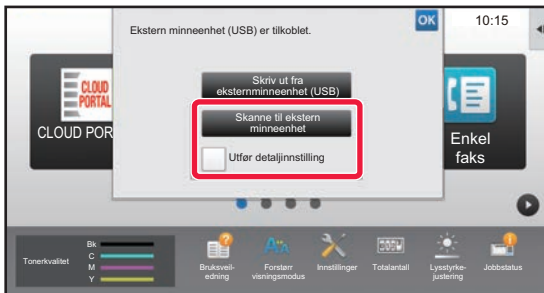 Ekstern minneenhet (USB) er tilkoblet.
OK
10:15
Skriv ut fra
eksternminneenhet (USB)
Skanne til ekstern
minneenhet
Utfør detaljinnstilling
CLOUD
PORTAL
CLOUD POR
Enkel
faks
Tonerkvalitet
Bk
C
M
Y
Bruksveil-
edning
Forstørr
visningsmodus
Innstillinger
Totalantall
Lysstyrke-
justering
Jobbstatus